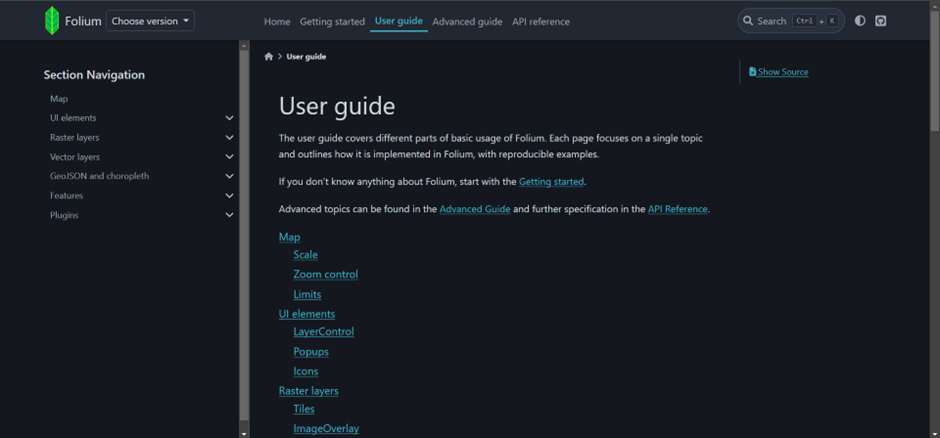 Folium
Choose version
Home
Getting started
User guide
Advanced guide
API reference
Search
Ctrl + K
Section Navigation
Map
UI elements
Raster layers
Vector layers
GeoJSON and choropleth
Features
Plugins
User guide
User guide
The user guide covers different parts of basic usage of Folium. Each page focuses on a single topic
and outlines how it is implemented in Folium, with reproducible examples.
If you don't know anything about Folium, start with the Getting started.
Advanced topics can be found in the Advanced Guide and further specification in the API Reference.
Map
Scale
Zoom control
Limits
UI elements
LayerControl
Popups
Icons
Raster layers
Tiles
ImageOverlay
Show Source